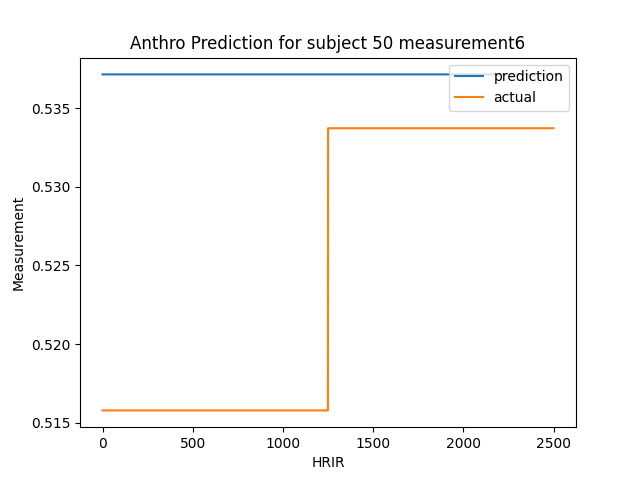 Anthro Prediction for subject 50 measurement6
prediction
actual
0.535
0.530
0.525
0.520
0.515
Measurement
0
500
1000
1500
2000
2500
HRIR